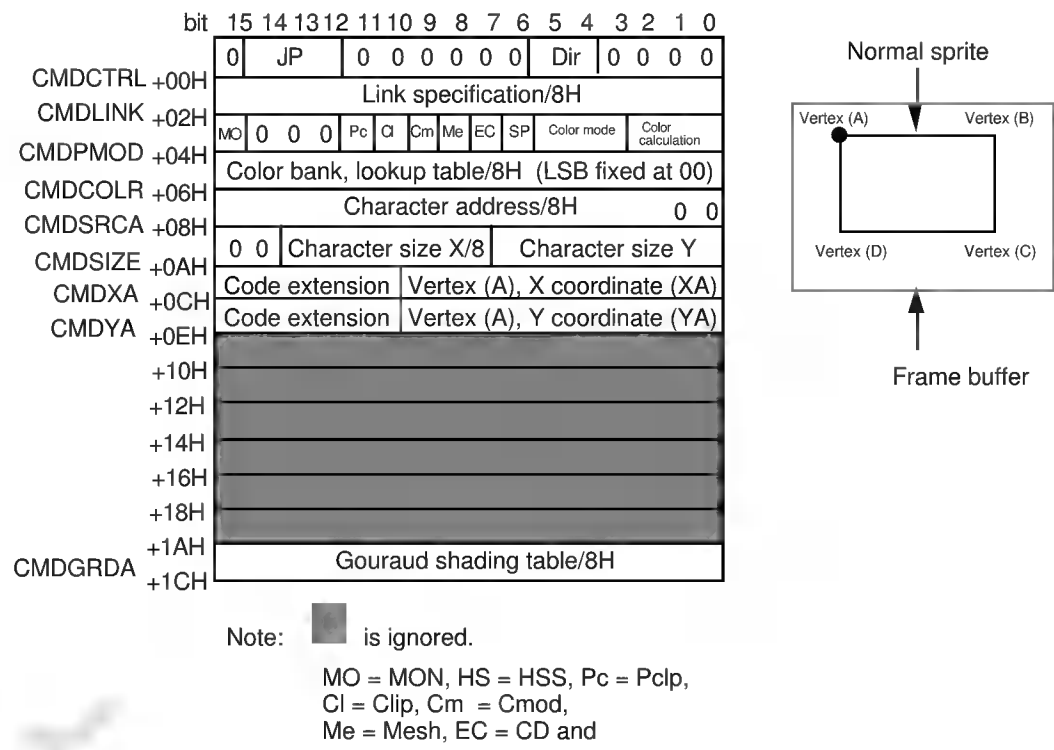 bit 15 14 13 12 11 10 9 8 7 6 5 4 3 2 1 0
0 JP 0 0 0 0 0 0 Dir 0 0 0 0
CMDCTRL +00H
Link specification/8H
CMDLINK +02H
MO 0 0 0 Pc Cl Cm Me EC SP Color mode Color calculation
CMDPMOD +04H
Color bank, lookup table/8H (LSB fixed at 00)
CMDCOLR +06H
Character address/8H 0 0
CMDSRCA +08H
0 0 Character size X/8 Character size Y
CMDSIZE +0AH
Code extension Vertex (A), X coordinate (XA)
CMDXA +0CH
Code extension Vertex (A), Y coordinate (YA)
CMDYA +0EH
+10H
+12H
+14H
+16H
+18H
+1AH
Gouraud shading table/8H
CMDGRDA +1CH
Note: is ignored.
MO = MON, HS = HSS, Pc = Pclp,
Cl = Clip, Cm = Cmod,
Me = Mesh, EC = CD and
Normal sprite
Vertex (A) Vertex (B)
Vertex (D) Vertex (C)
Frame buffer